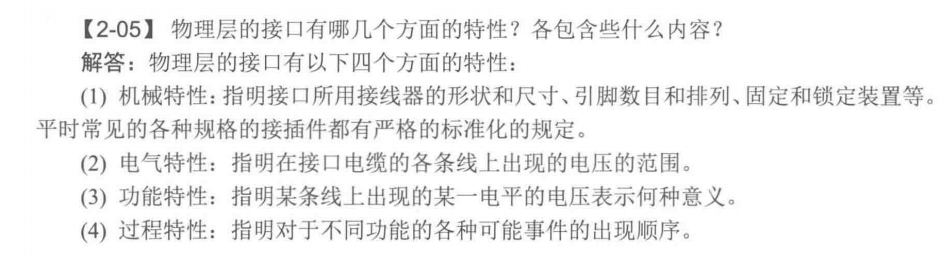 【2-05】 物理层的接口有哪几个方面的特性？各包含些什么内容？
解答：物理层的接口有以下四个方面的特性：
(1) 机械特性：指明接口所用接线器的形状和尺寸、引脚数目和排列、固定和锁定装置等。
平时常见的各种规格的接插件都有严格的标准化的规定。
(2) 电气特性：指明在接口电缆的各条线上出现的电压的范围。
(3) 功能特性：指明某条线上出现的某一电平的电压表示何种意义。
(4) 过程特性：指明对于不同功能的各种可能事件的出现顺序。